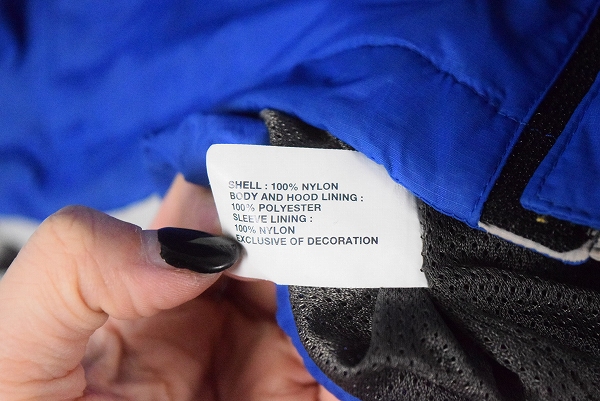 SHELL : 100% NYLON
BODY AND HOOD LINING :
100% POLYESTER
SLEEVE LINING :
100% NYLON
EXCLUSIVE OF DECORATION